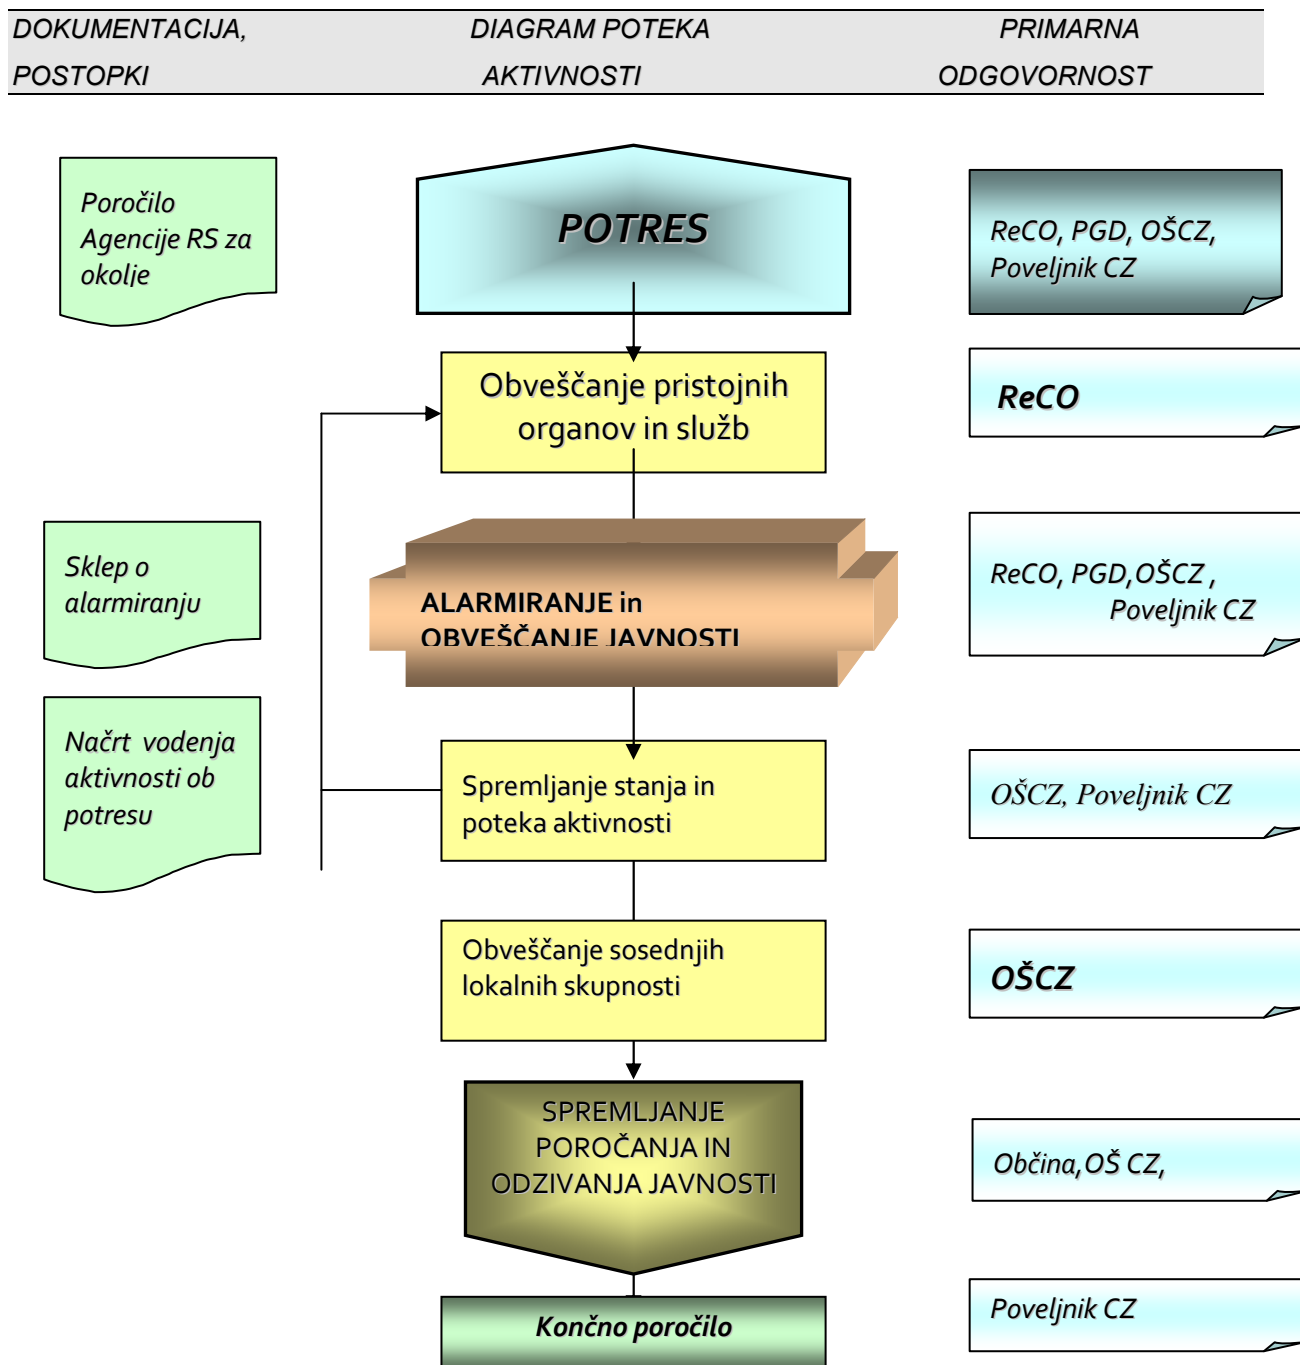 DOKUMENTACIJA,
POSTOPKI
DIAGRAM POTEKA
AKTIVNOSTI
PRIMARNA
ODGOVORNOST
Poročilo
Agencije RS za
okolje
POTRES
ReCO, PGD, OŠCZ,
Poveljnik CZ
Obveščanje pristojnih
organov in služb
ReCO
Sklep o
alarmiranju
ALARMIRANJE in
OBVEŠČANJE JAVNOSTI
ReCO, PGD,OŠCZ ,
Poveljnik CZ
Načrt vodenja
aktivnosti ob
potresu
Spremljanje stanja in
poteka aktivnosti
OŠCZ, Poveljnik CZ
Obveščanje sosednjih
lokalnih skupnosti
OŠCZ
SPREMLJANJE
POROČANJA IN
ODZIVANJA JAVNOSTI
Občina,OŠ CZ,
Končno poročilo
Poveljnik CZ